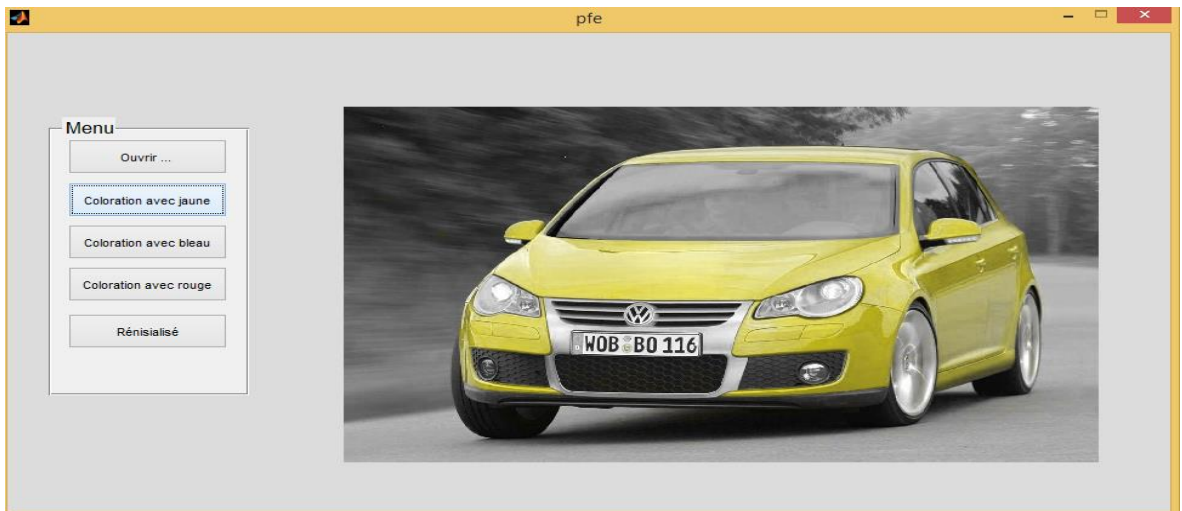 pfe
Menu
Ouvrir ...
Coloration avec jaune
Coloration avec bleau
Coloration avec rouge
Rénisialisé
WOB BO 116